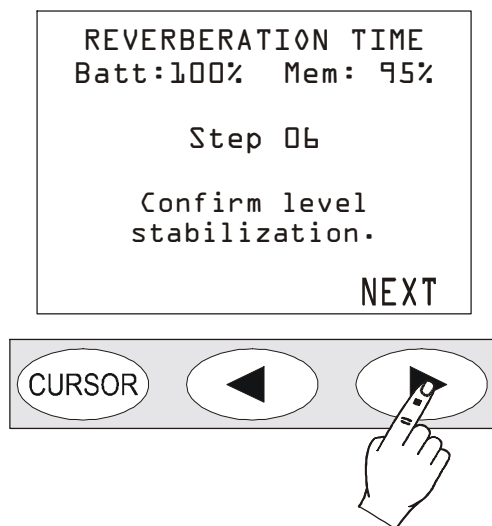 REVERBERATION TIME
Batt:100% Mem: 95%
Step 06
Confirm level
stabilization.
NEXT
CURSOR